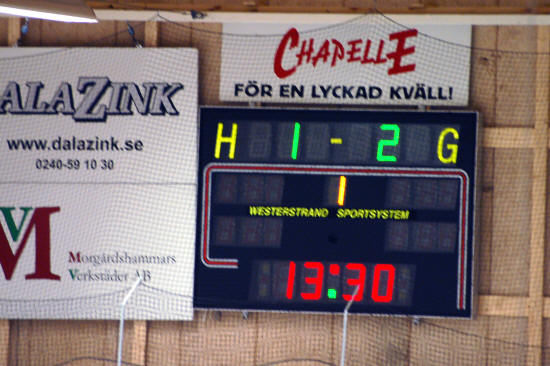 CHAPELLE
FÖR EN LYCKAD KVÄLL!
DALAZINK
www.dalazink.se
0240-59 10 30
VM
Morgårdshammars
Verkstäder AB
H 1 - 2 G
1
WESTERSTRAND SPORTSYSTEM
13:30